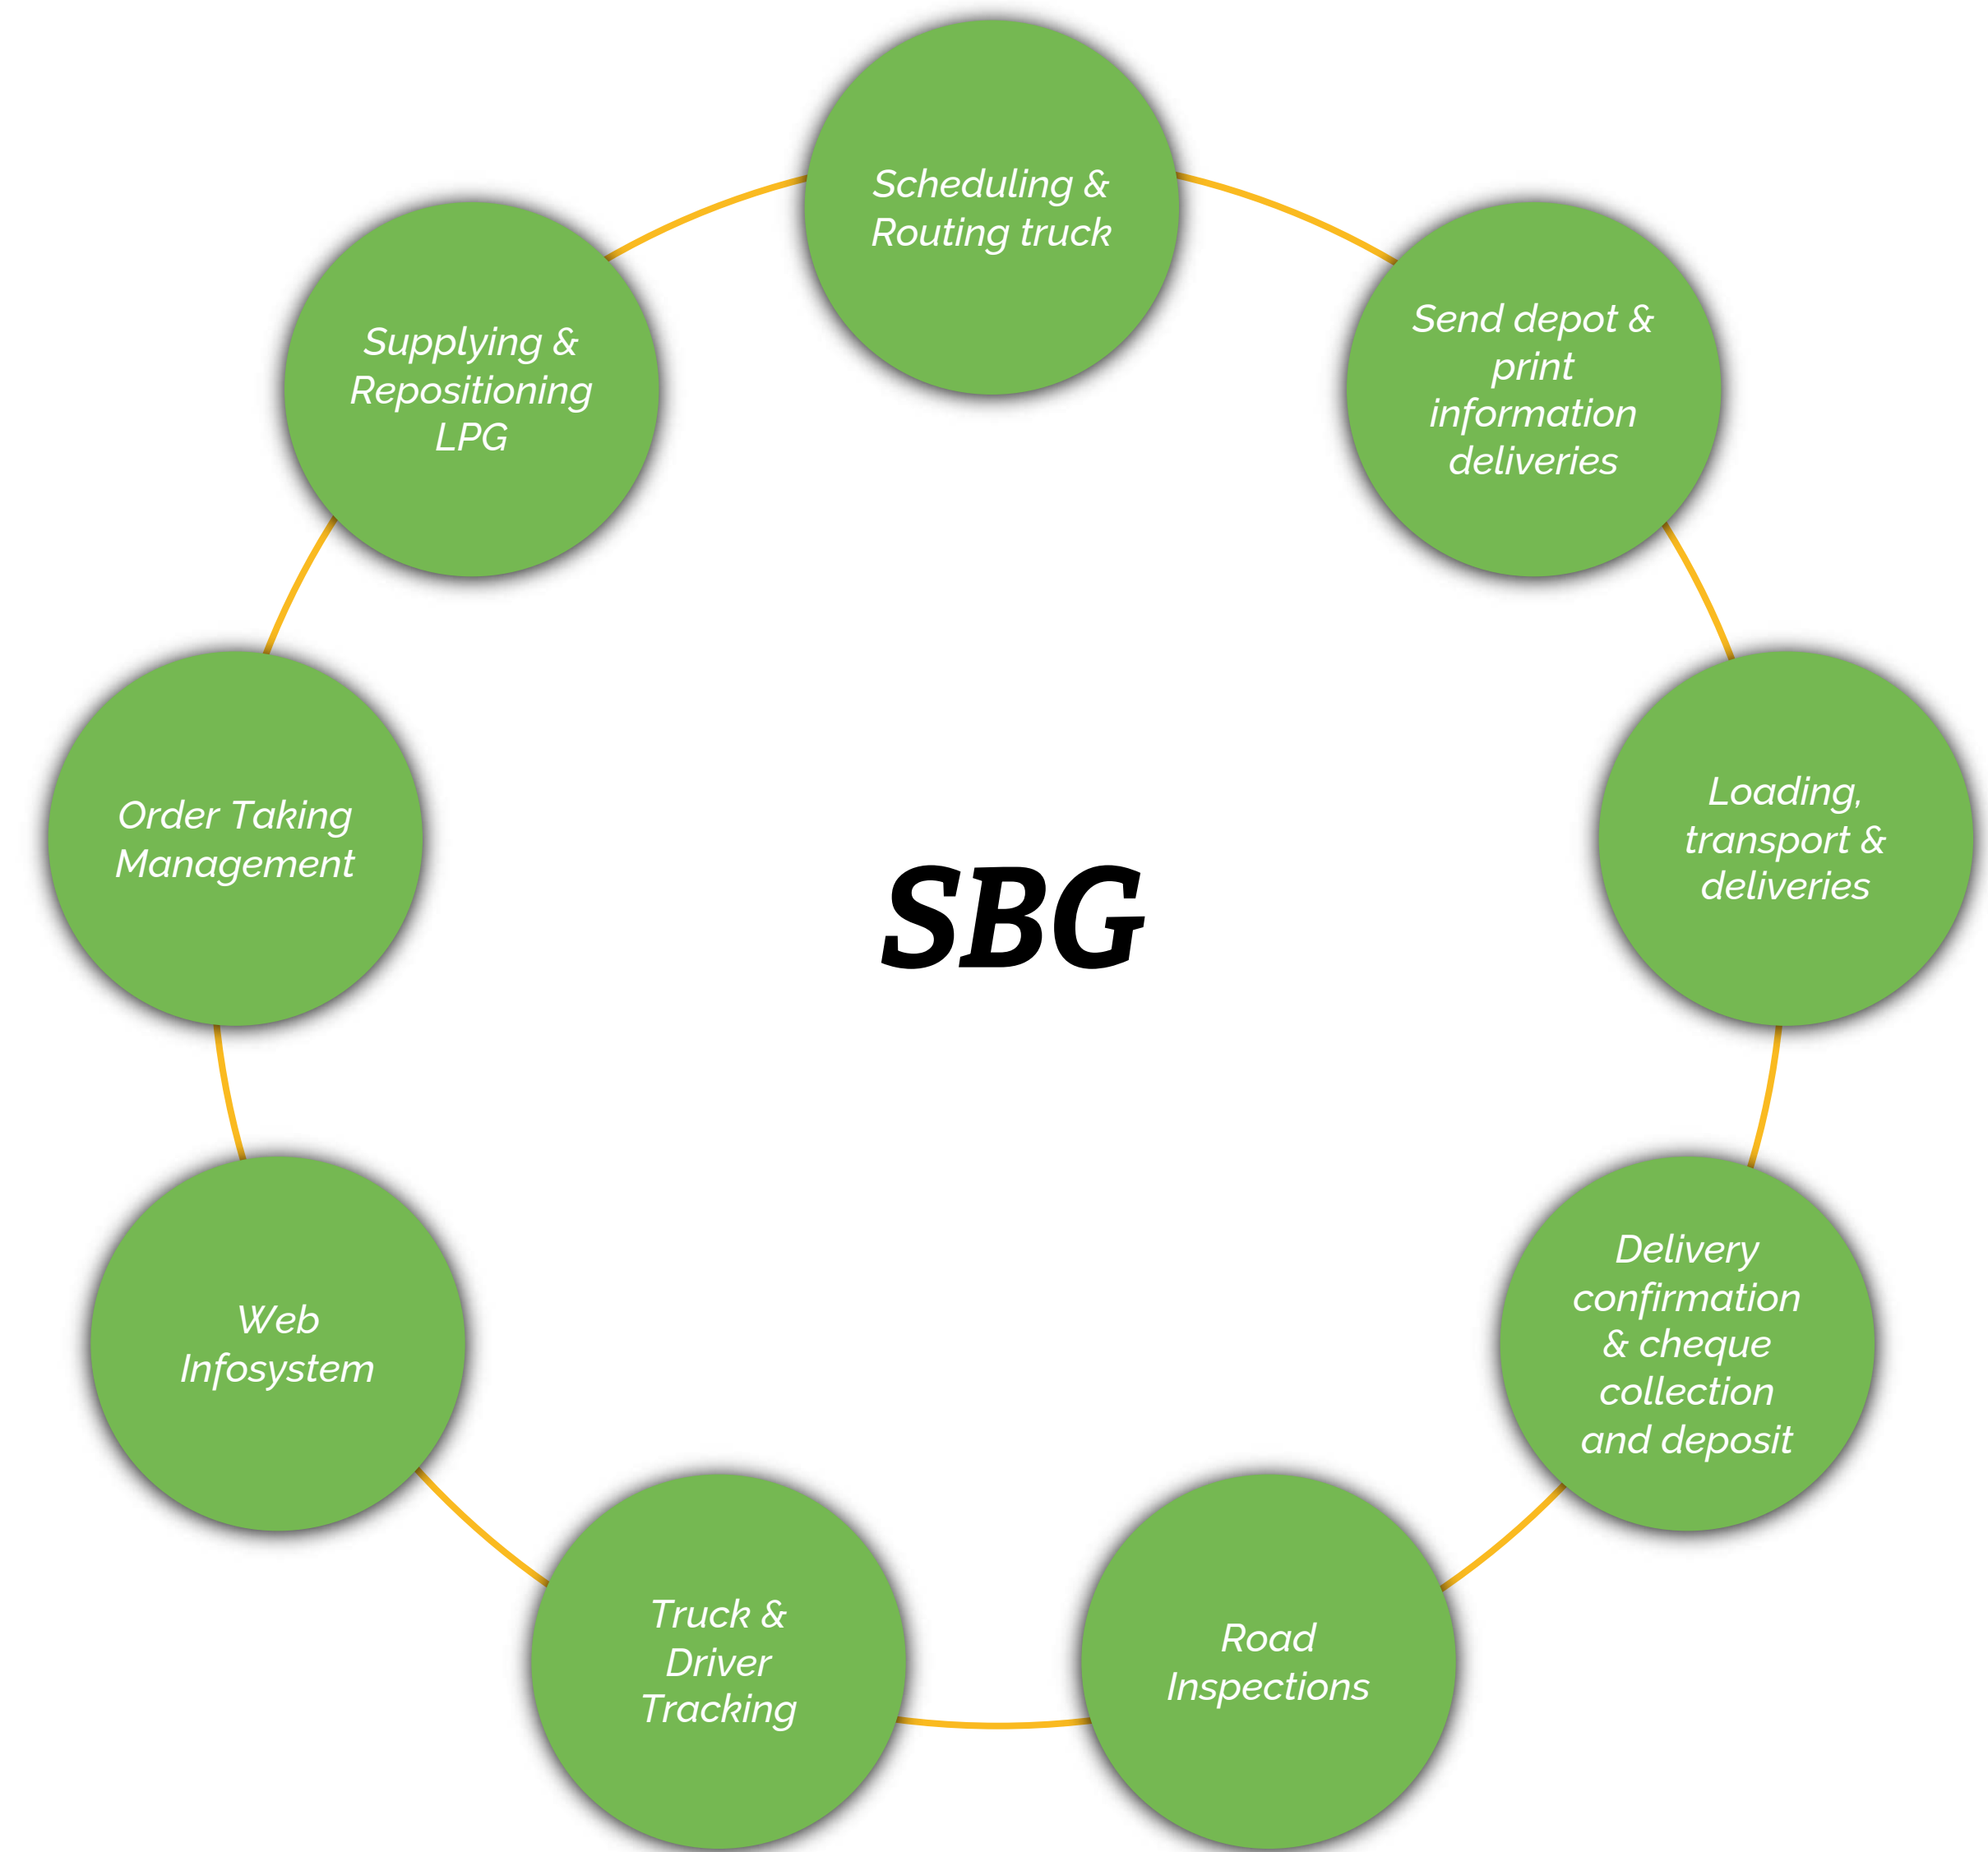 Scheduling &
Routing truck
Send depot &
print
information
deliveries
Supplying &
Repositioning
LPG
Loading,
transport &
deliveries
Order Taking
Management
SBG
Delivery
confirmation
& cheque
collection
and deposit
Web
Infosystem
Truck &
Driver
Tracking
Road
Inspections